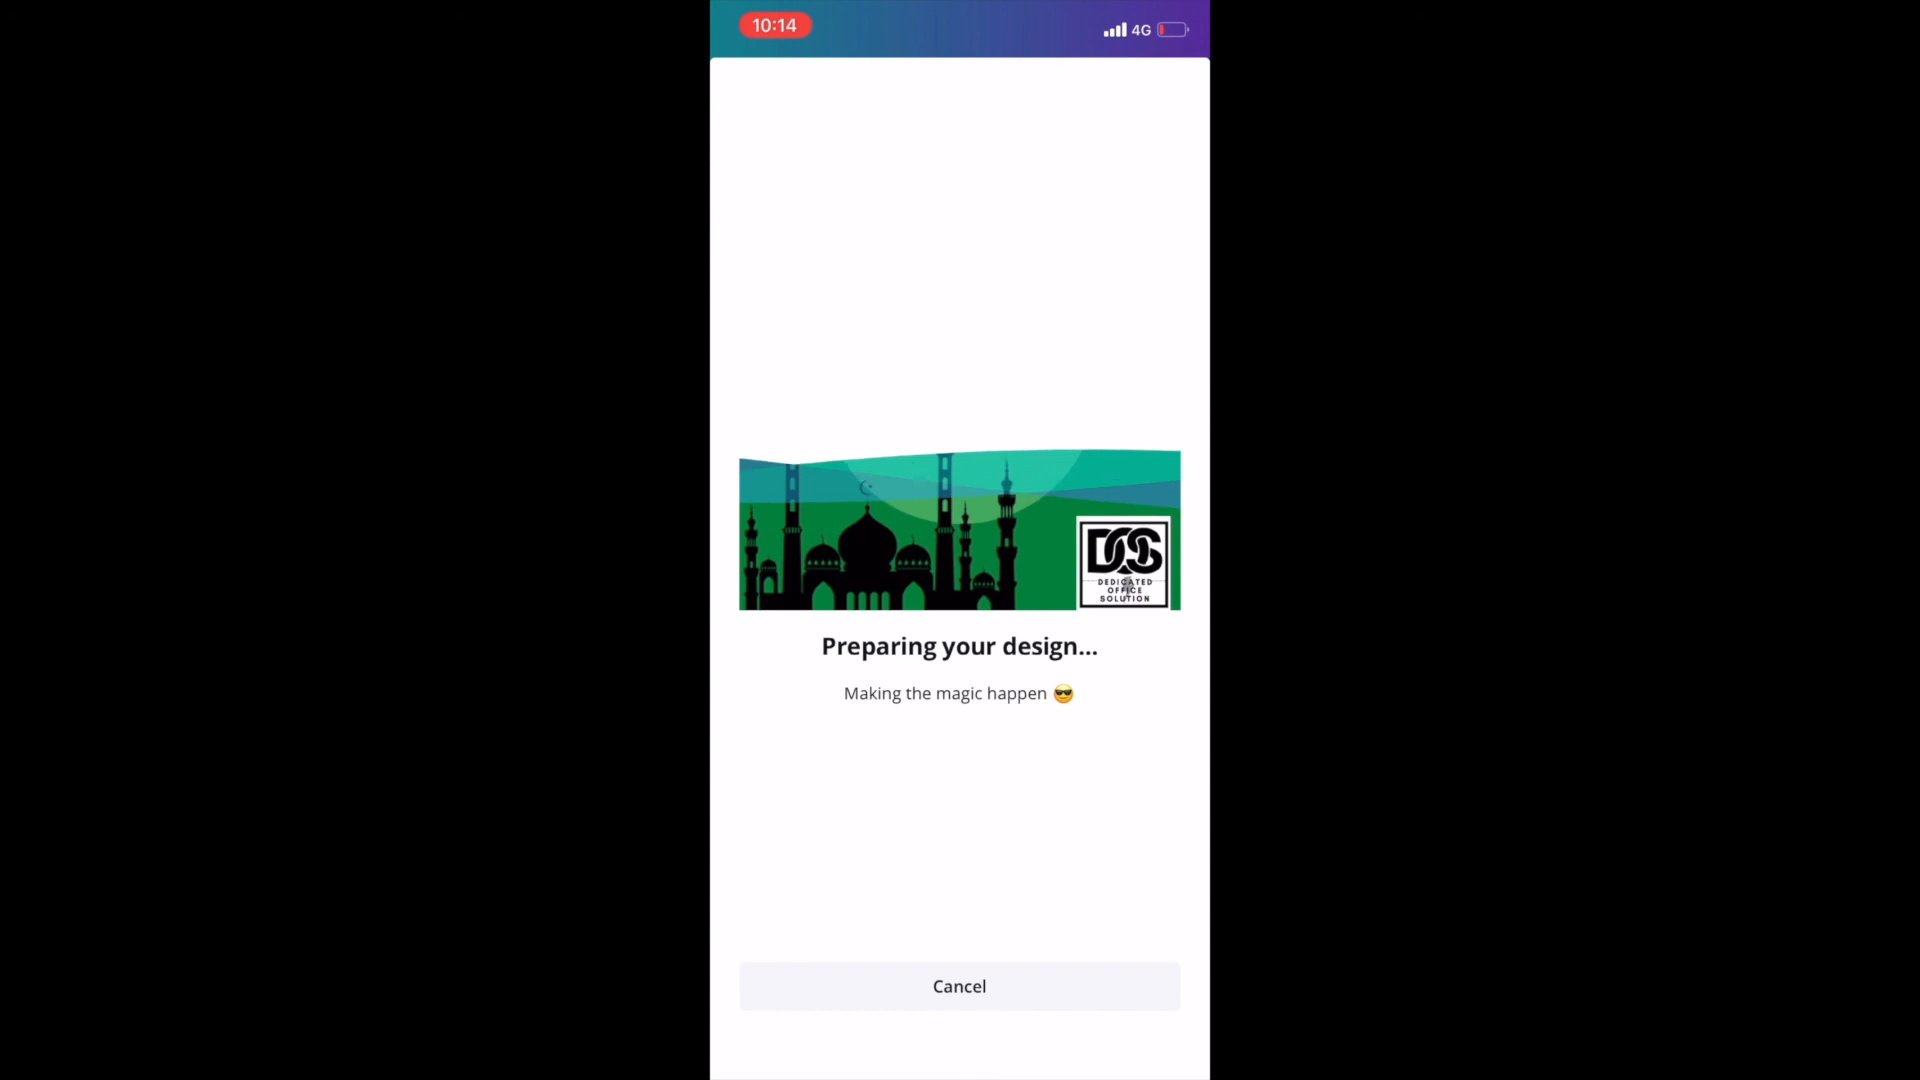 10:14
4G
DOS
DEDICATED
OFFICE
SOLUTION
Preparing your design...
Making the magic happen 😎
Cancel